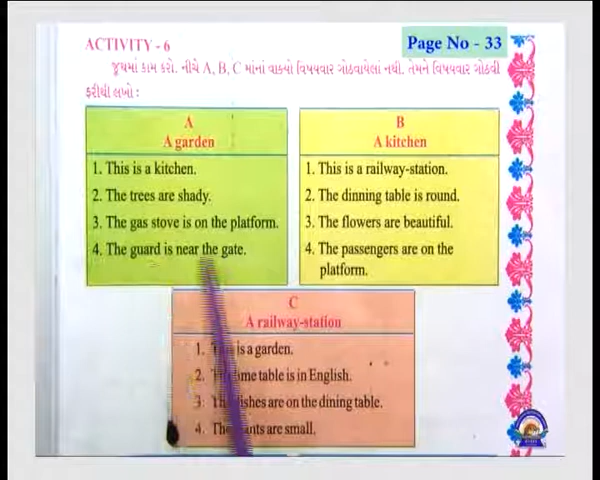 ACTIVITY - 6
Page No - 33
જૂથમાં કામ કરો. નીચે A, B, C માંનાં વાક્યો વિષયવાર ગોઠવાયેલાં નથી. તેમને વિષયવાર ગોઠવી
ફરીથી લખો :
A
A garden
1. This is a kitchen.
2. The trees are shady.
3. The gas stove is on the platform.
4. The guard is near the gate.
B
A kitchen
1. This is a railway-station.
2. The dinning table is round.
3. The flowers are beautiful.
4. The passengers are on the
platform.
C
A railway-station
1. is a garden.
2. time table is in English.
3. dishes are on the dining table.
4. are small.